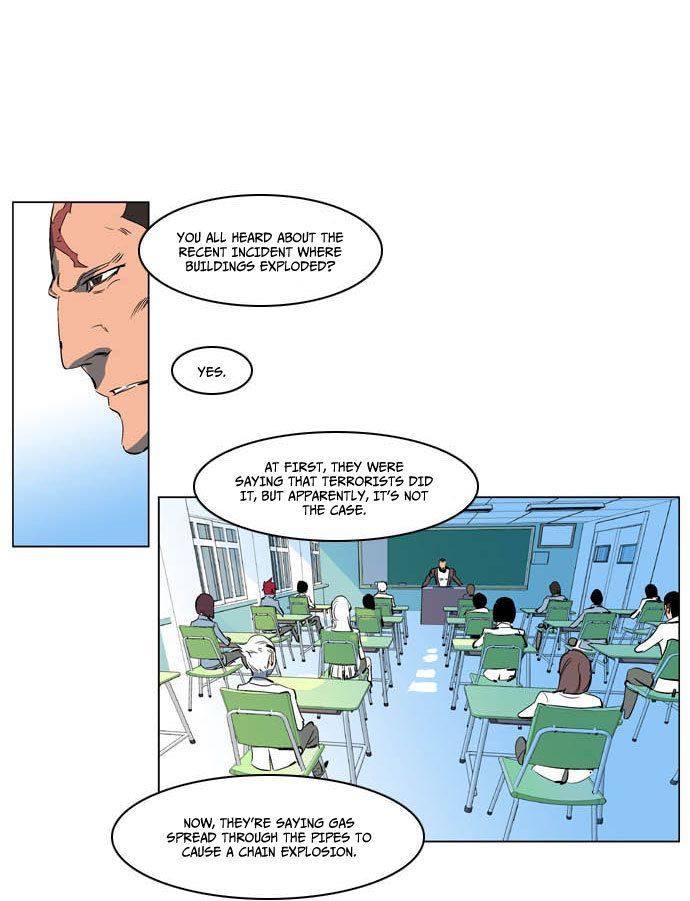 YOU ALL HEARD ABOUT THE
RECENT INCIDENT WHERE
BUILDINGS EXPLODED?
YES.
AT FIRST, THEY WERE
SAYING THAT TERRORISTS DID
IT, BUT APPARENTLY, IT'S NOT
THE CASE.
NOW, THEY'RE SAYING GAS
SPREAD THROUGH THE PIPES TO
CAUSE A CHAIN EXPLOSION.